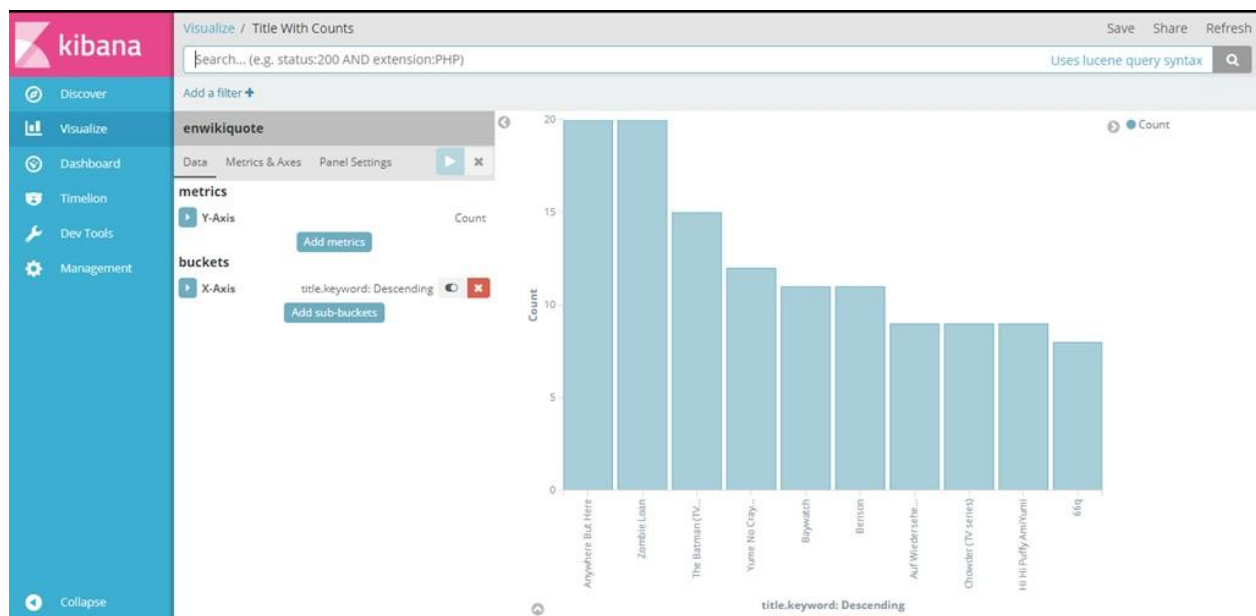 kibana
Discover
Visualize
Dashboard
Timelion
Dev Tools
Management
Collapse
Visualize / Title With Counts
Save Share Refresh
Search... (e.g. status:200 AND extension:PHP)
Uses lucene query syntax
Add a filter +
enwikiquote
Data Metrics & Axes Panel Settings
metrics
Y-Axis Count
Add metrics
buckets
X-Axis title.keyword: Descending
Add sub-buckets
Count
20
15
10
5
0
Count
Anywhere But Here
Zombie Loan
The Batman (TV...
Yume No Cray...
Baywatch
Benson
Auf Wiedersehe...
Chowder (TV series)
Hi Hi Puffy AmiYumi
66q
title.keyword: Descending